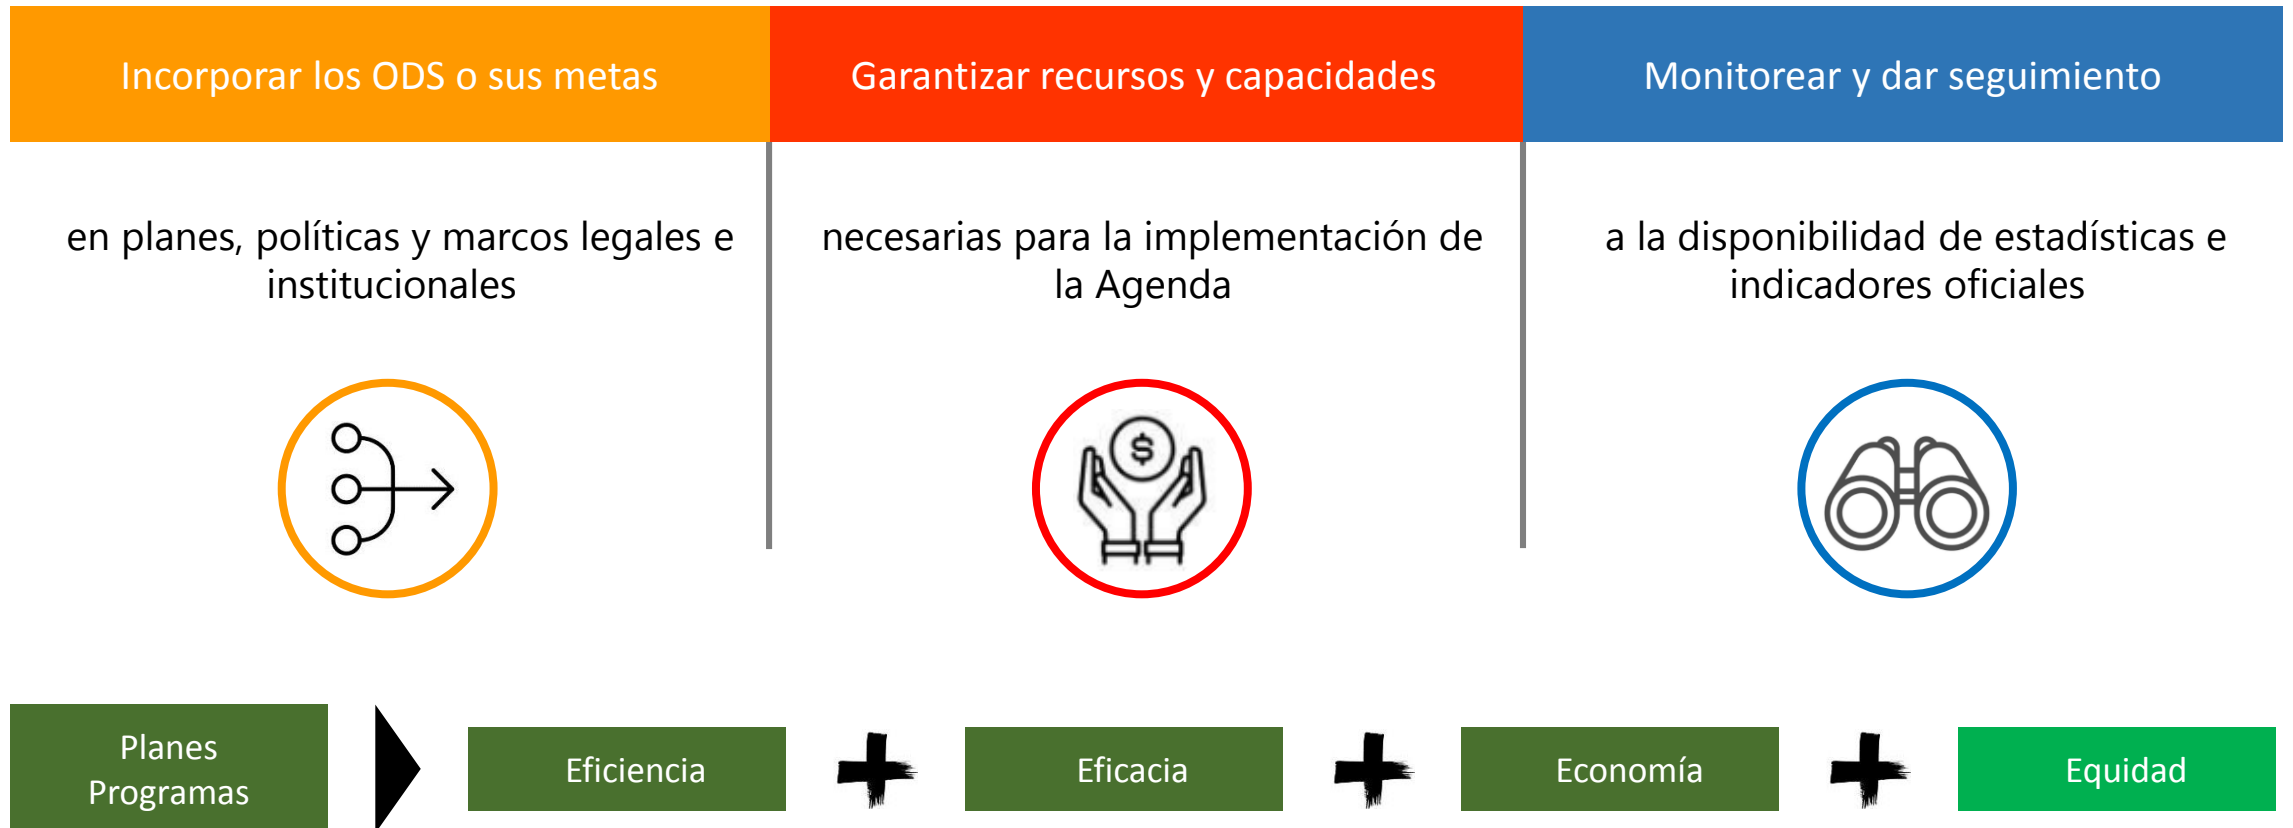 Incorporar los ODS o sus metas
Garantizar recursos y capacidades
Monitorear y dar seguimiento
en planes, políticas y marcos legales e
institucionales
necesarias para la implementación de
la Agenda
a la disponibilidad de estadísticas e
indicadores oficiales
$
Planes
Programas
Eficiencia
Eficacia
Economía
Equidad